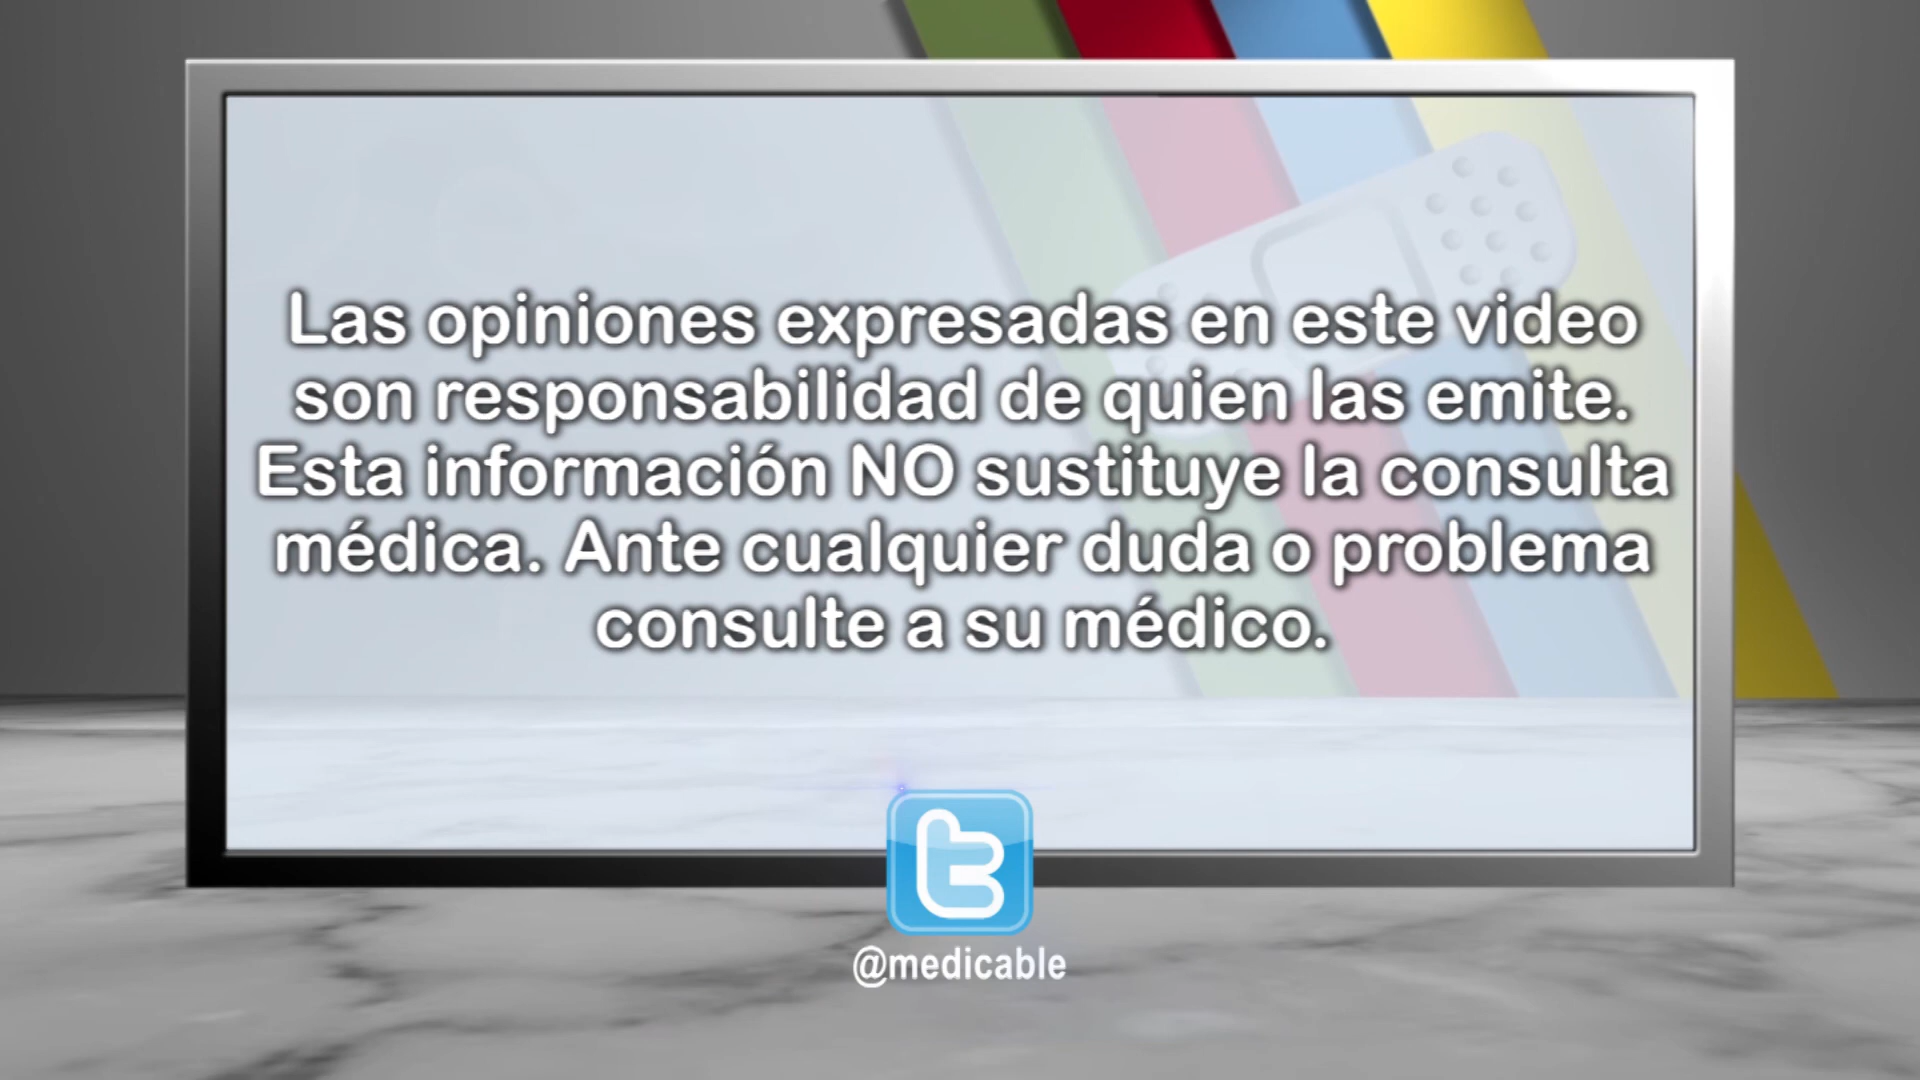 Las opiniones expresadas en este video
son responsabilidad de quien las emite.
Esta información NO sustituye la consulta
médica. Ante cualquier duda o problema
consulte a su médico.
@medicable